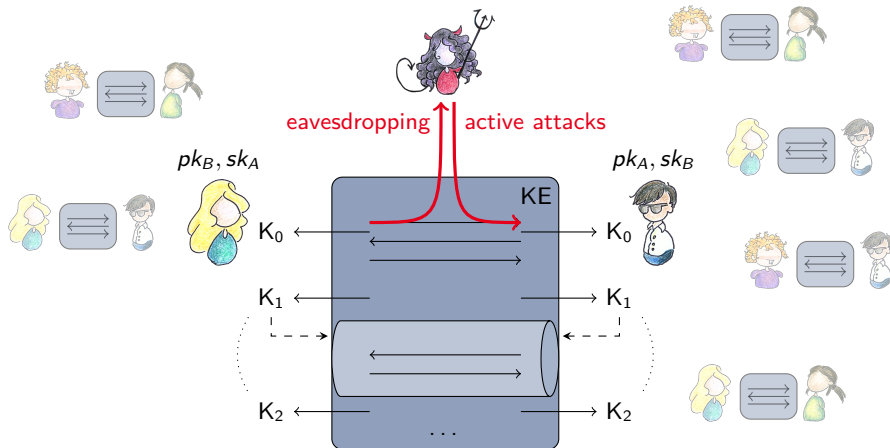 eavesdropping active attacks
pk_B, sk_A
pk_A, sk_B
KE
K_0 K_0
K_1 K_1
K_2 K_2
...